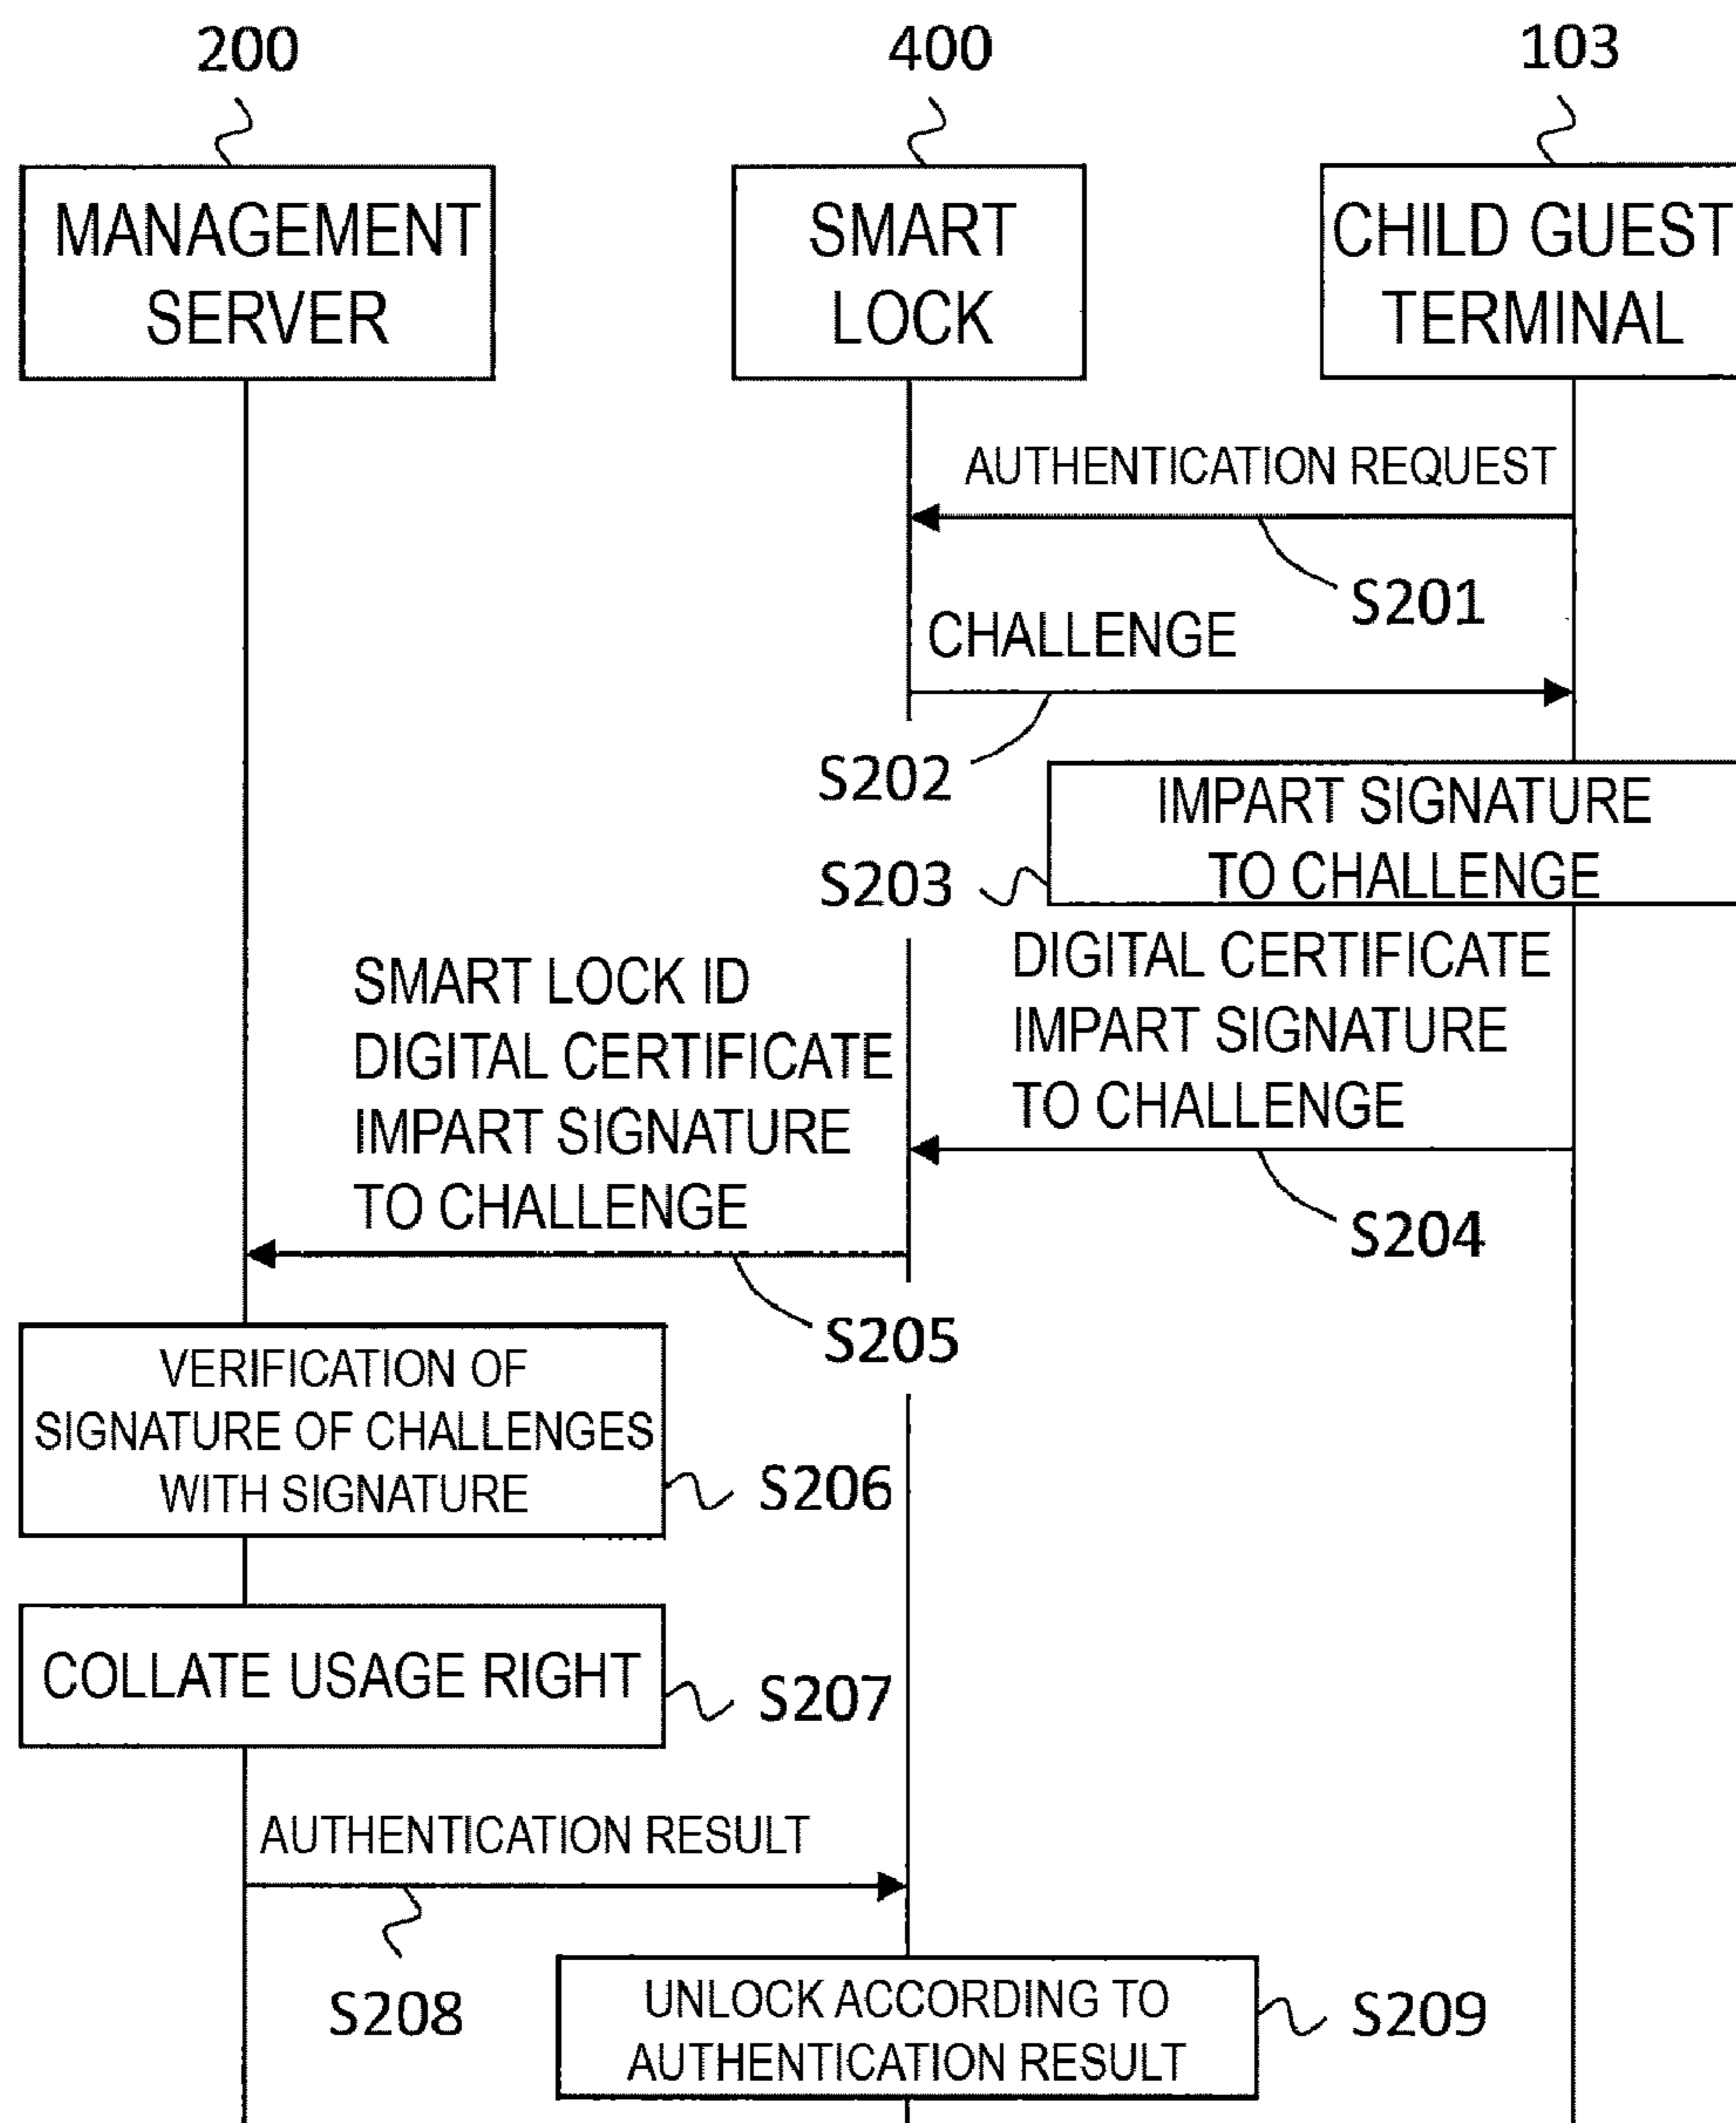 200
400
103
MANAGEMENT
SERVER
SMART
LOCK
CHILD GUEST
TERMINAL
AUTHENTICATION REQUEST
S201
CHALLENGE
S202
IMPART SIGNATURE
TO CHALLENGE
S203
DIGITAL CERTIFICATE
IMPART SIGNATURE
TO CHALLENGE
S204
SMART LOCK ID
DIGITAL CERTIFICATE
IMPART SIGNATURE
TO CHALLENGE
S205
VERIFICATION OF
SIGNATURE OF CHALLENGES
WITH SIGNATURE
S206
COLLATE USAGE RIGHT
S207
AUTHENTICATION RESULT
S208
UNLOCK ACCORDING TO
AUTHENTICATION RESULT
S209